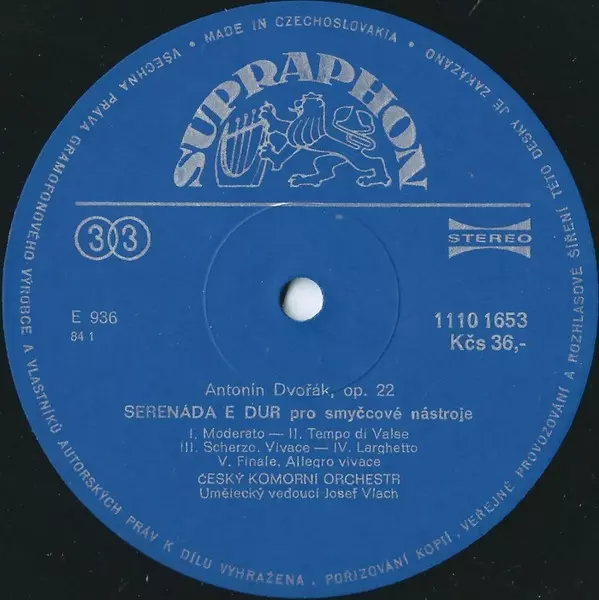 VŠECHNA PRÁVA GRAMOFONOVÉHO VÝROBCE A VLASTNÍKŮ AUTORSKÝCH PRÁV K DÍLU VYHRAŽENA. POŘIZOVÁNÍ KOPIÍ, VEŘEJNÉ PROVOZOVÁNÍ A ROZHLASOVÉ ŠÍŘENÍ TÉTO DESKY JE ZAKÁZÁNO • MADE IN CZECHOSLOVAKIA •
SUPRAPHON
33
STEREO
E 936
84 1
1110 1653
Kčs 36,-
Antonín Dvořák, op. 22
SERENÁDA E DUR pro smyčcové nástroje
I. Moderato — II. Tempo di Valse
III. Scherzo. Vivace — IV. Larghetto
V. Finale. Allegro vivace
ČESKÝ KOMORNÍ ORCHESTR
Umělecký vedoucí Josef Vlach